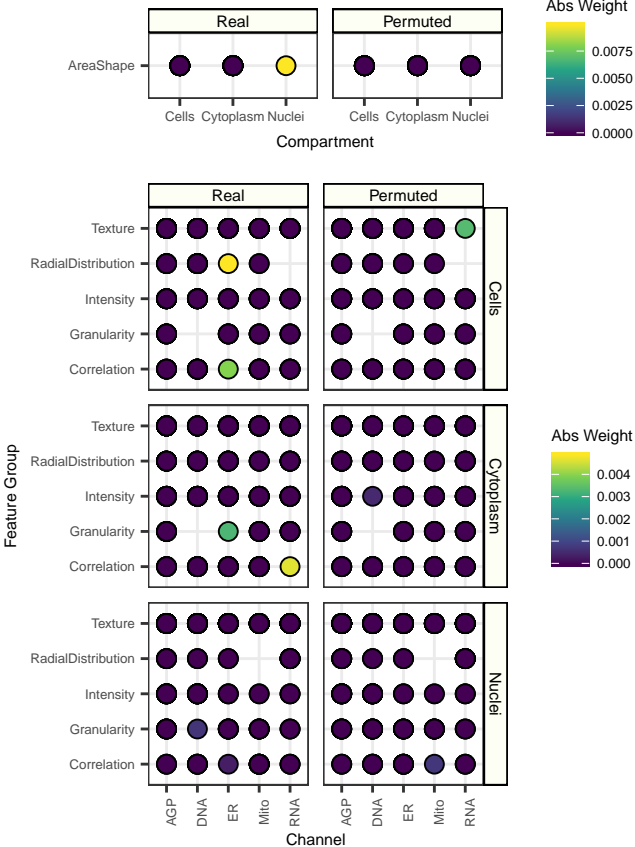 Abs Weight
Real
Permuted
0.0075
0.0050
0.0025
0.0000
AreaShape
Cells Cytoplasm Nuclei
Cells Cytoplasm Nuclei
Compartment
Real
Permuted
Texture
RadialDistribution
Intensity
Granularity
Correlation
Cells
Texture
RadialDistribution
Intensity
Granularity
Correlation
Cytoplasm
Feature Group
Abs Weight
0.004
0.003
0.002
0.001
0.000
Texture
RadialDistribution
Intensity
Granularity
Correlation
Nuclei
AGP DNA ER Mito RNA
AGP DNA ER Mito RNA
Channel